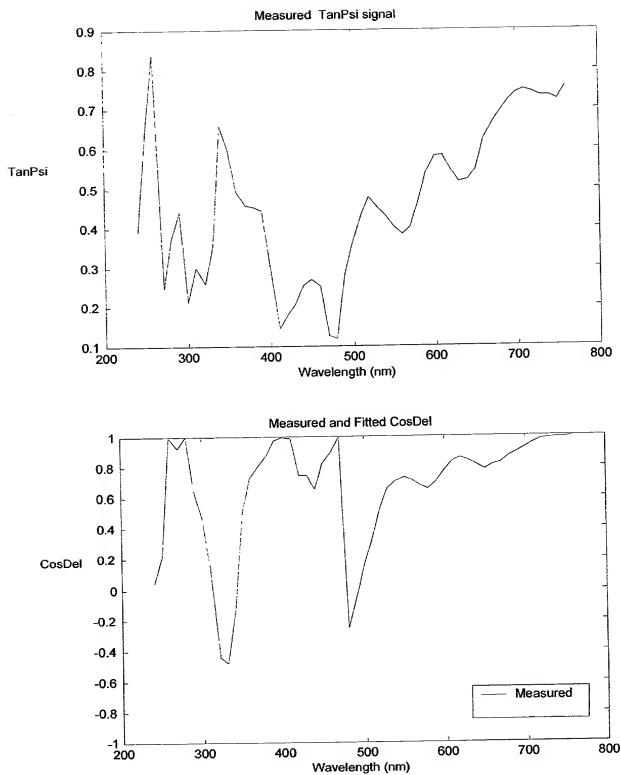 Measured TanPsi signal
0.9
0.8
0.7
0.6
TanPsi
0.5
0.4
0.3
0.2
0.1
200 300 400 500 600 700 800
Wavelength (nm)
Measured and Fitted CosDel
1
0.8
0.6
0.4
0.2
CosDel
0
-0.2
-0.4
-0.6
Measured
-0.8
-1
200 300 400 500 600 700 800
Wavelength (nm)